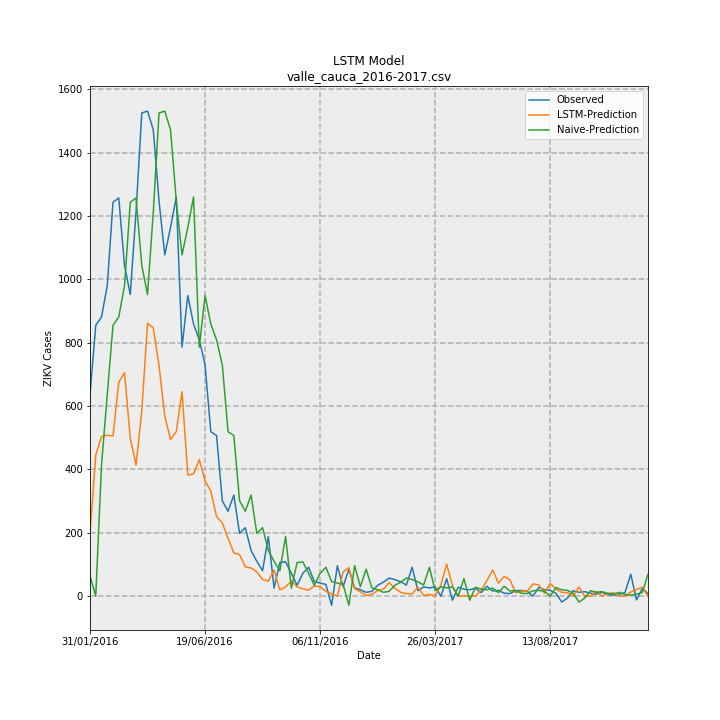 LSTM Model
valle_cauca_2016-2017.csv
Observed
LSTM-Prediction
Naive-Prediction
1600
1400
1200
1000
800
600
400
200
0
ZIKV Cases
31/01/2016
19/06/2016
06/11/2016
26/03/2017
13/08/2017
Date